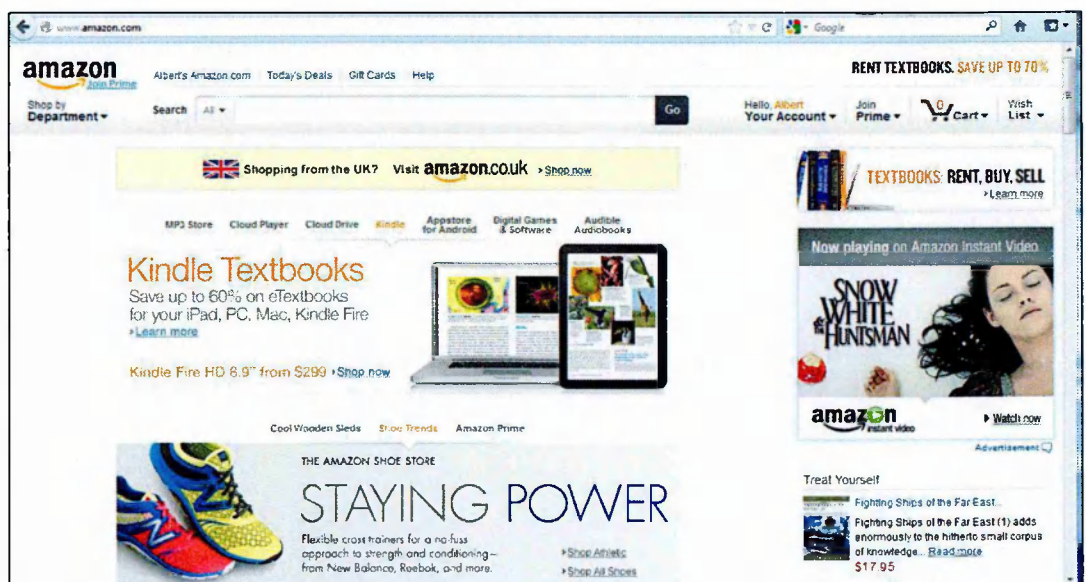 www.amazon.com
Google
amazon
Join Prime
Albert's Amazon.com Today's Deals Gift Cards Help
RENT TEXTBOOKS. SAVE UP TO 70%
Shop by
Department
Search All
Go
Hello, Albert
Your Account
Join
Prime
0
Cart
Wish
List
Shopping from the UK? Visit amazon.co.uk › Shop now
TEXTBOOKS: RENT, BUY, SELL
› Learn more
MP3 Store Cloud Player Cloud Drive Kindle Appstore for Android Digital Games & Software Audible Audiobooks
Kindle Textbooks
Save up to 60% on eTextbooks
for your iPad, PC, Mac, Kindle Fire
› Learn more
Kindle Fire HD 8.9" from $299 › Shop now
Now playing on Amazon Instant Video
SNOW
WHITE
& THE
HUNTSMAN
amazon
instant video
Watch now
Advertisement
Cool Wooden Sleds Shoe Trends Amazon Prime
THE AMAZON SHOE STORE
STAYING POWER
Flexible cross trainers for a no-fuss
approach to strength and conditioning–
from New Balance, Reebok, and more.
› Shop Athletic
› Shop All Shoes
Treat Yourself
Fighting Ships of the Far East...
Fighting Ships of the Far East (1) adds
enormously to the hitherto small corpus
of knowledge... Read more
$17.95